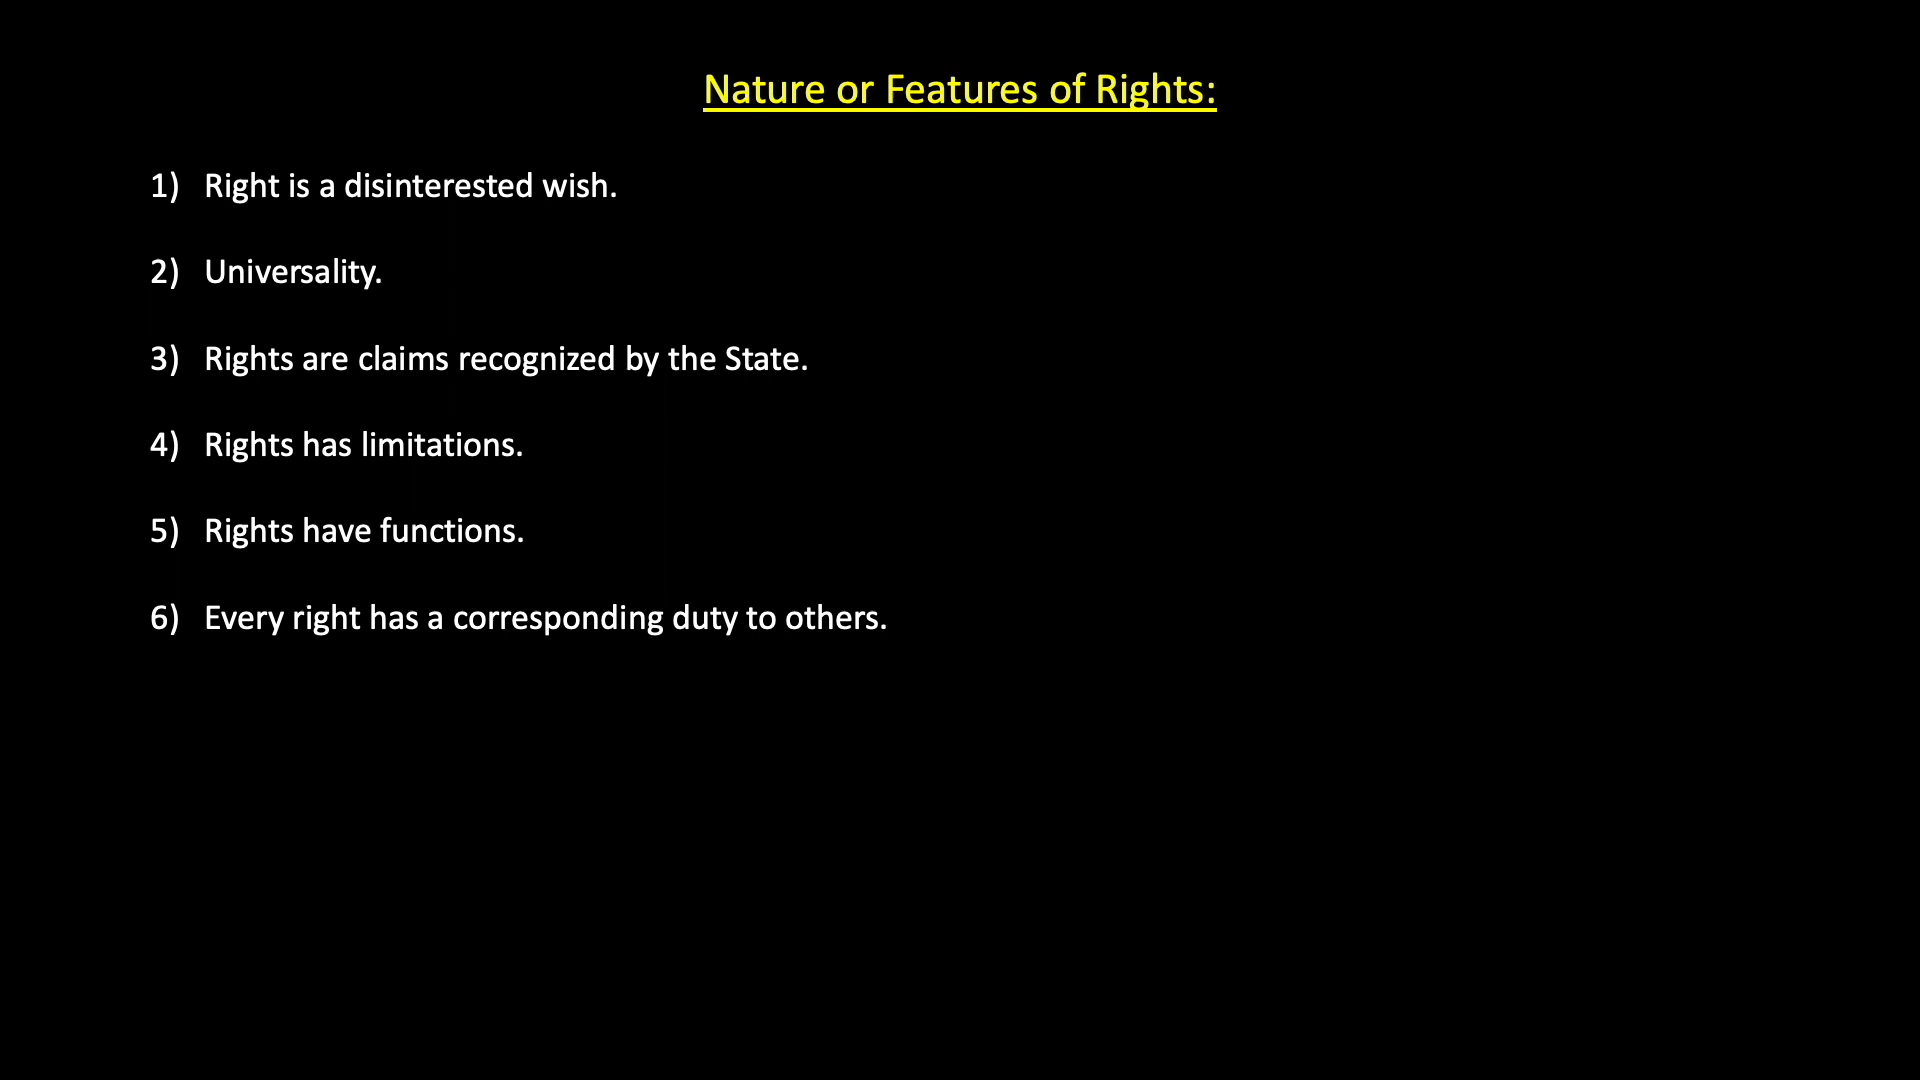 Nature or Features of Rights:
1) Right is a disinterested wish.
2) Universality.
3) Rights are claims recognized by the State.
4) Rights has limitations.
5) Rights have functions.
6) Every right has a corresponding duty to others.